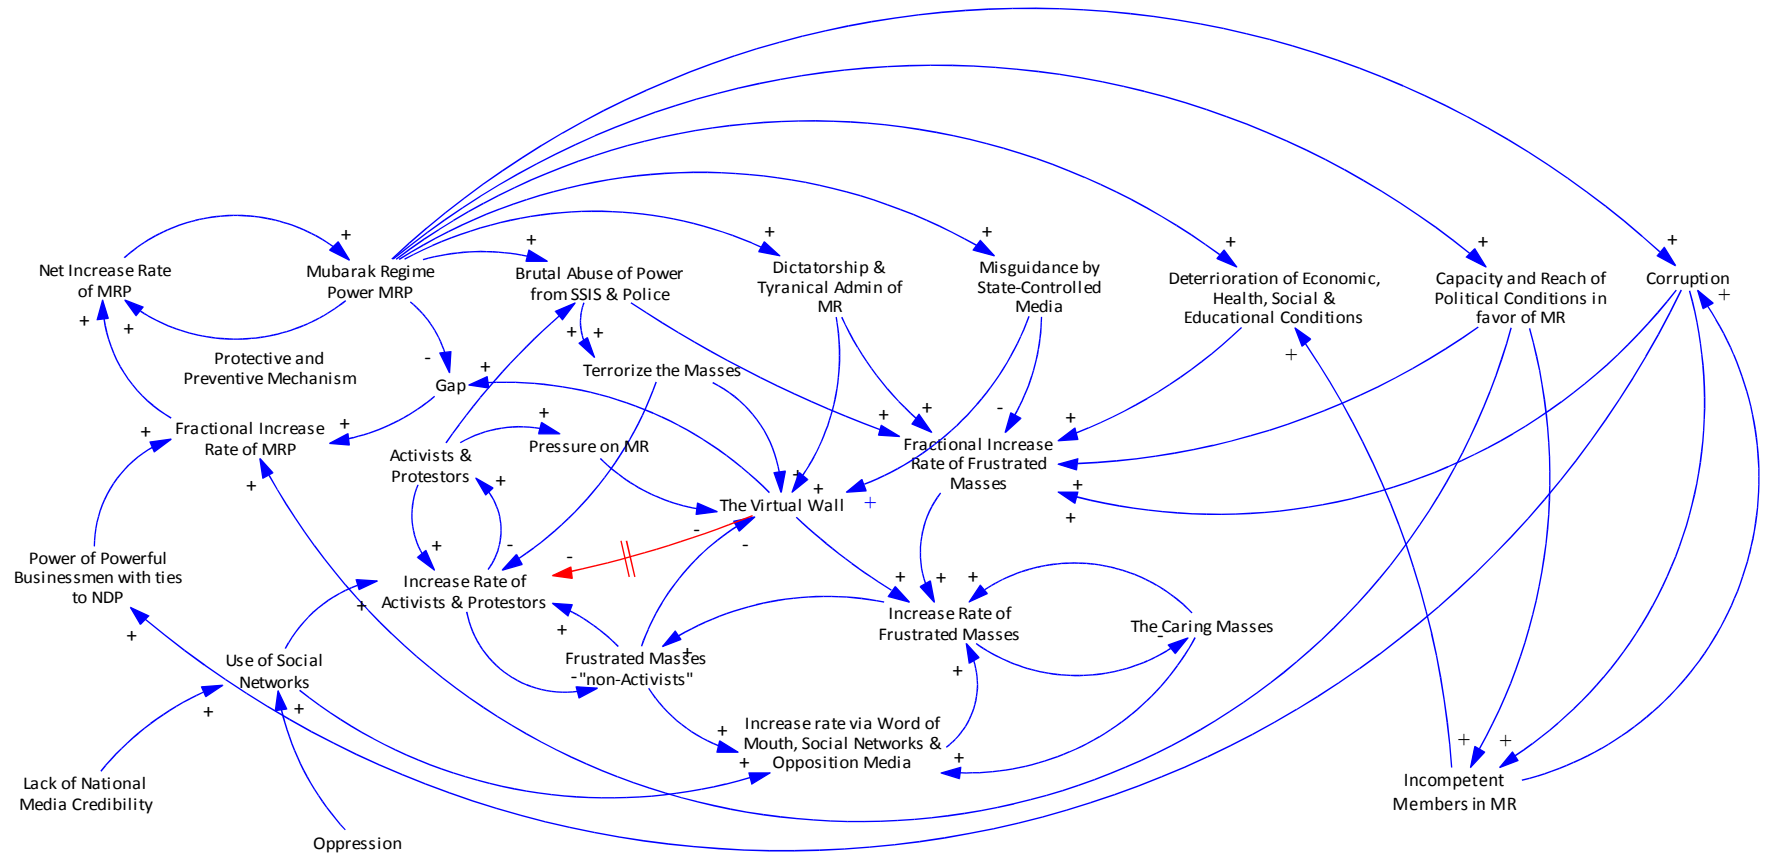 Net Increase Rate
of MRP
Mubarak Regime
Power MRP
Brutal Abuse of Power
from SSIS & Police
Dictatorship &
Tyranical Admin of
MR
Misguidance by
State-Controlled
Media
Deterioration of Economic,
Health, Social &
Educational Conditions
Capacity and Reach of
Political Conditions in
favor of MR
Corruption
Protective and
Preventive Mechanism
Gap
Terrorize the Masses
Fractional Increase
Rate of MRP
Activists &
Protestors
Pressure on MR
Fractional Increase
Rate of Frustrated
Masses
The Virtual Wall
Power of Powerful
Businessmen with ties
to NDP
Increase Rate of
Activists & Protestors
Increase Rate of
Frustrated Masses
The Caring Masses
Use of Social
Networks
Frustrated Masses
-"non-Activists"
Increase rate via Word of
Mouth, Social Networks &
Opposition Media
Lack of National
Media Credibility
Incompetent
Members in MR
Oppression